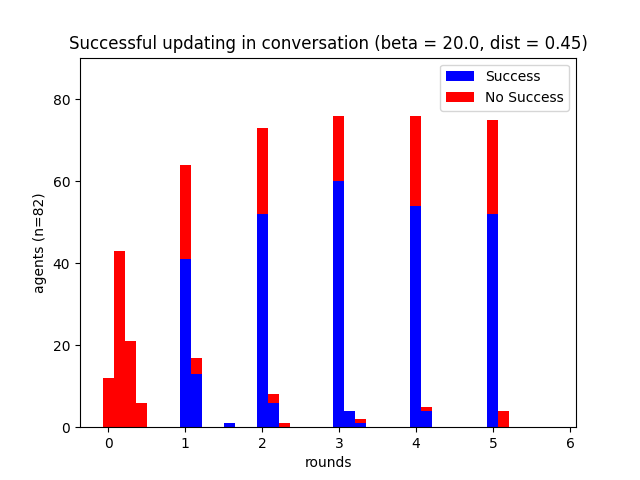 Successful updating in conversation (beta = 20.0, dist = 0.45)
Success
No Success
80
60
40
20
0
agents (n=82)
0 1 2 3 4 5 6
rounds